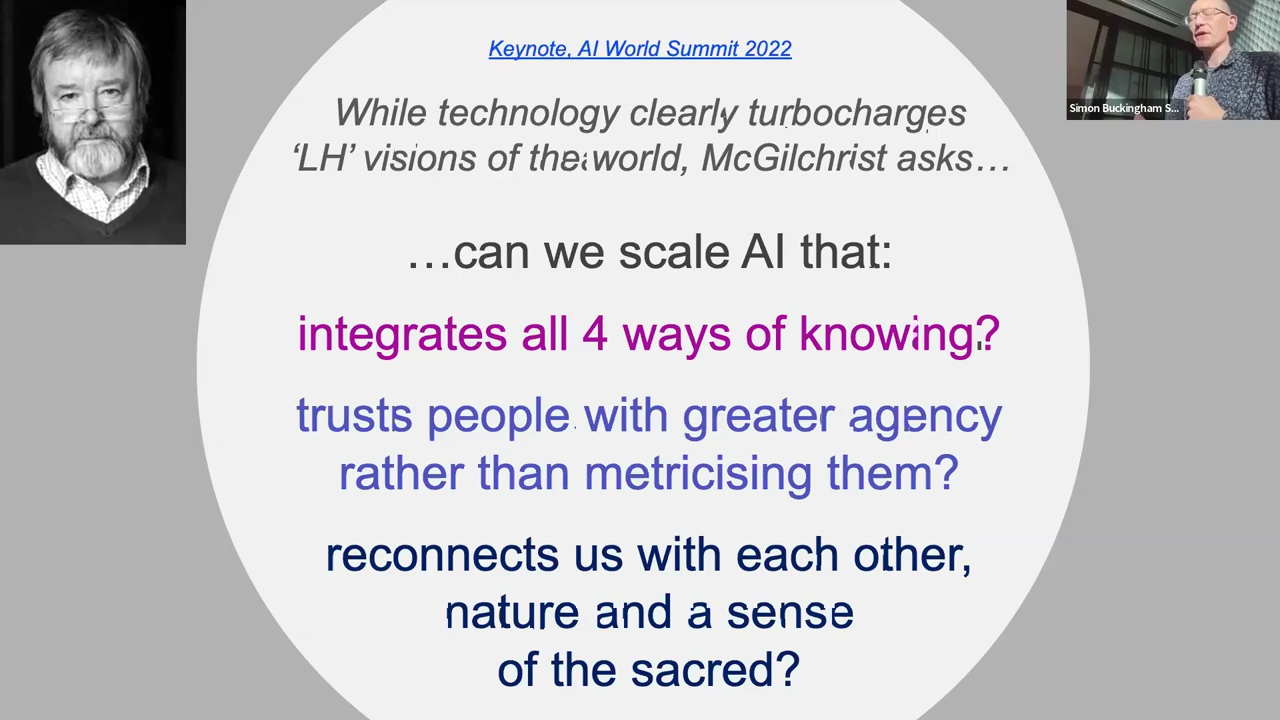 Keynote, AI World Summit 2022
While technology clearly turbocharges
‘LH’ visions of the world, McGilchrist asks…
…can we scale AI that:
integrates all 4 ways of knowing?
trusts people with greater agency
rather than metricising them?
reconnects us with each other,
nature and a sense
of the sacred?
Simon Buckingham S...